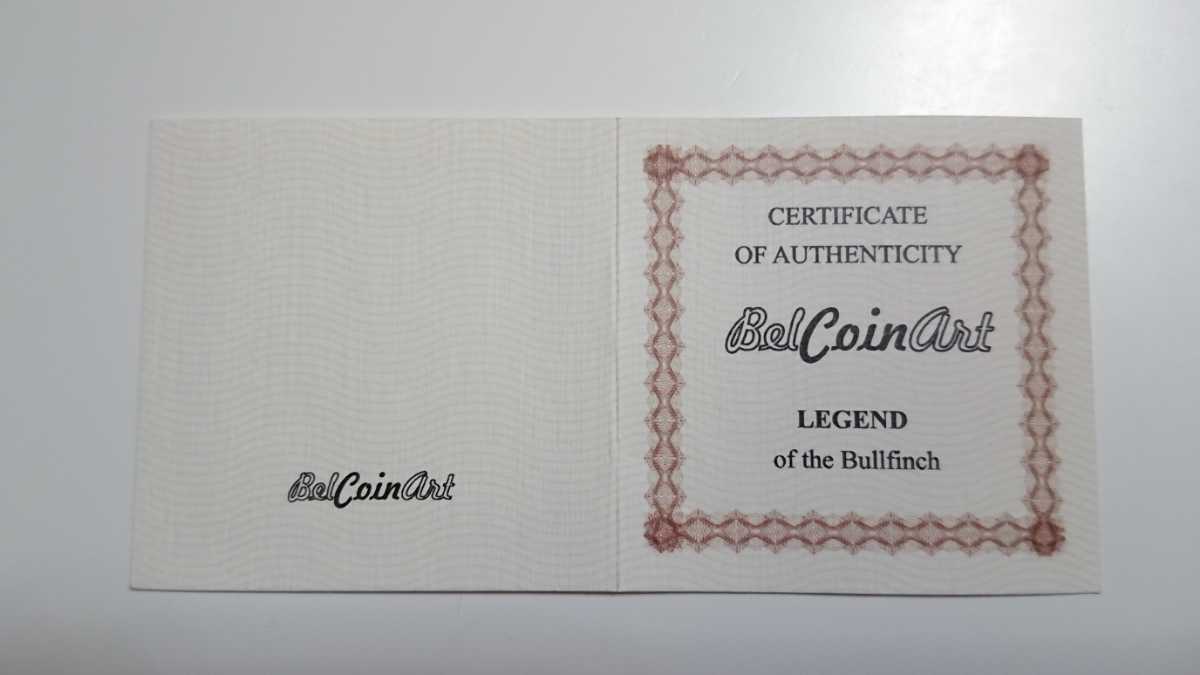 BelCoinArt
CERTIFICATE
OF AUTHENTICITY
BelCoinArt
LEGEND
of the Bullfinch